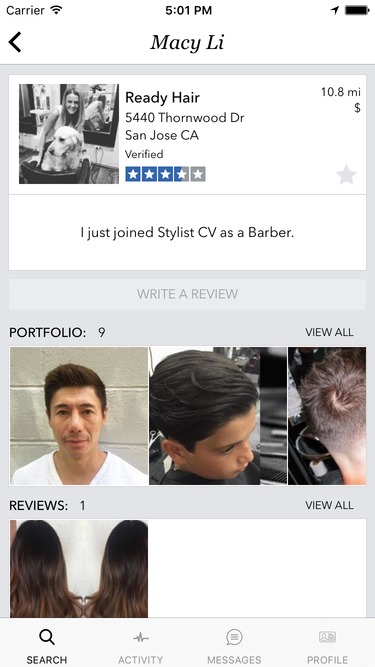 Carrier 5:01 PM
Macy Li
Ready Hair 10.8 mi
5440 Thornwood Dr $
San Jose CA
Verified
I just joined Stylist CV as a Barber.
WRITE A REVIEW
PORTFOLIO: 9 VIEW ALL
REVIEWS: 1 VIEW ALL
SEARCH ACTIVITY MESSAGES PROFILE